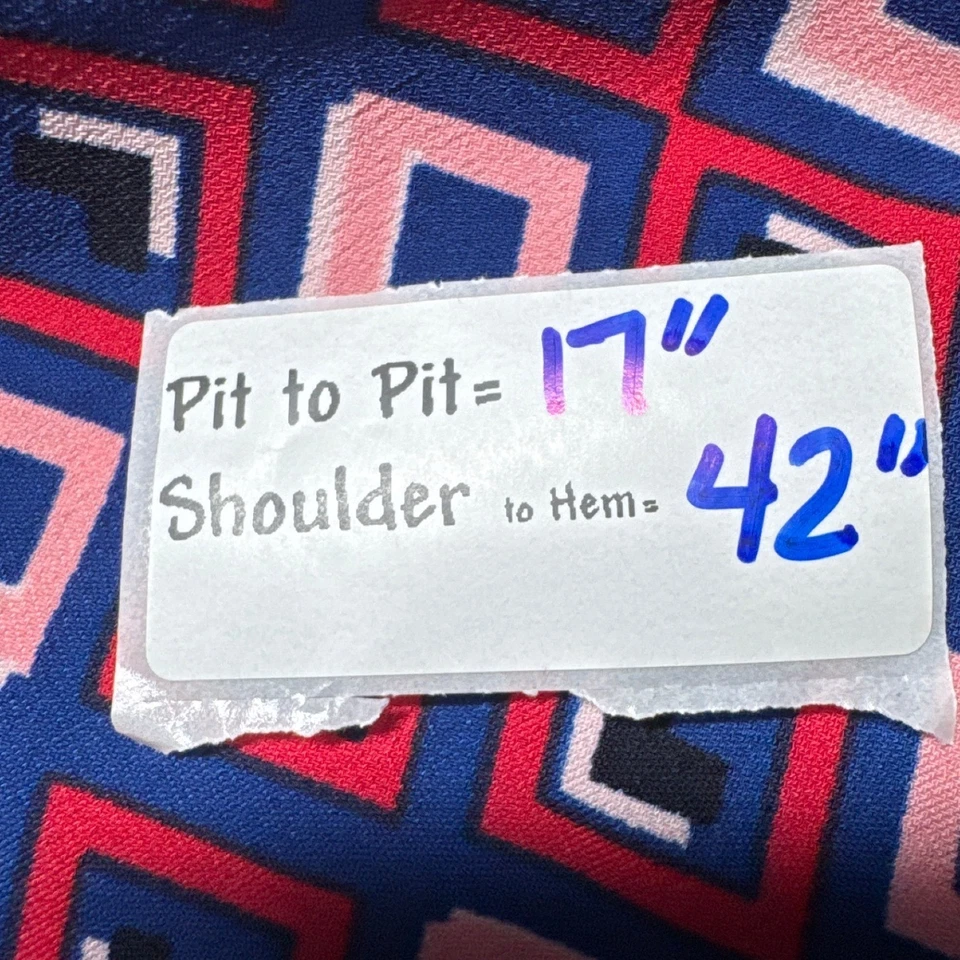 Pit to Pit= 17"
Shoulder to Hem= 42"